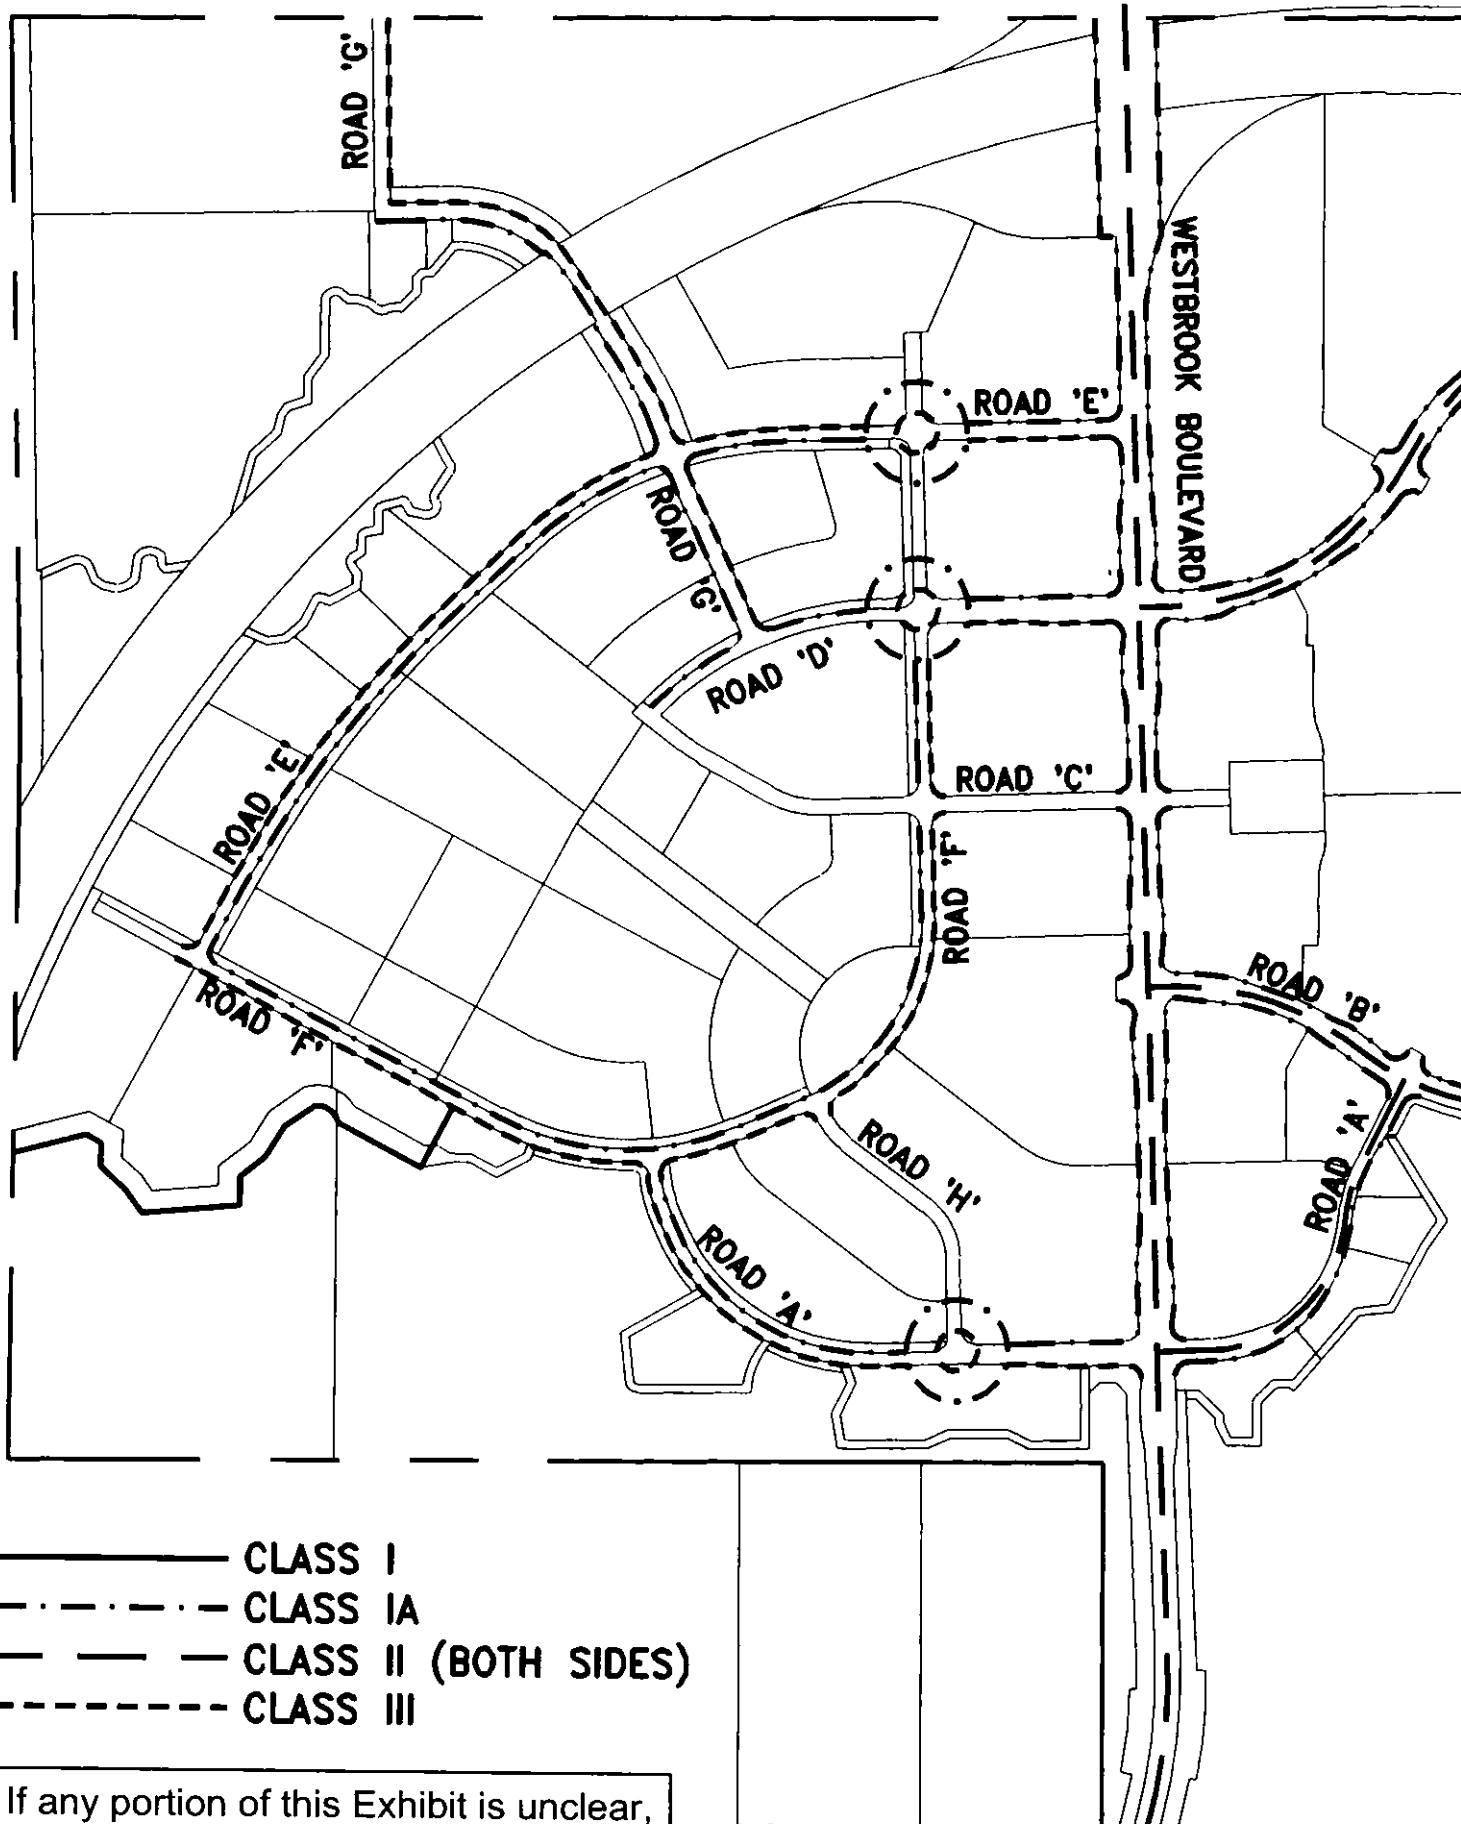 ROAD 'G'
WESTBROOK BOULEVARD
ROAD 'E'
ROAD 'G'
ROAD 'D'
ROAD 'E'
ROAD 'C'
ROAD 'F'
ROAD 'B'
ROAD 'F'
ROAD 'A'
ROAD 'H'
ROAD 'A'
CLASS I
CLASS IA
CLASS II (BOTH SIDES)
CLASS III
If any portion of this Exhibit is unclear,